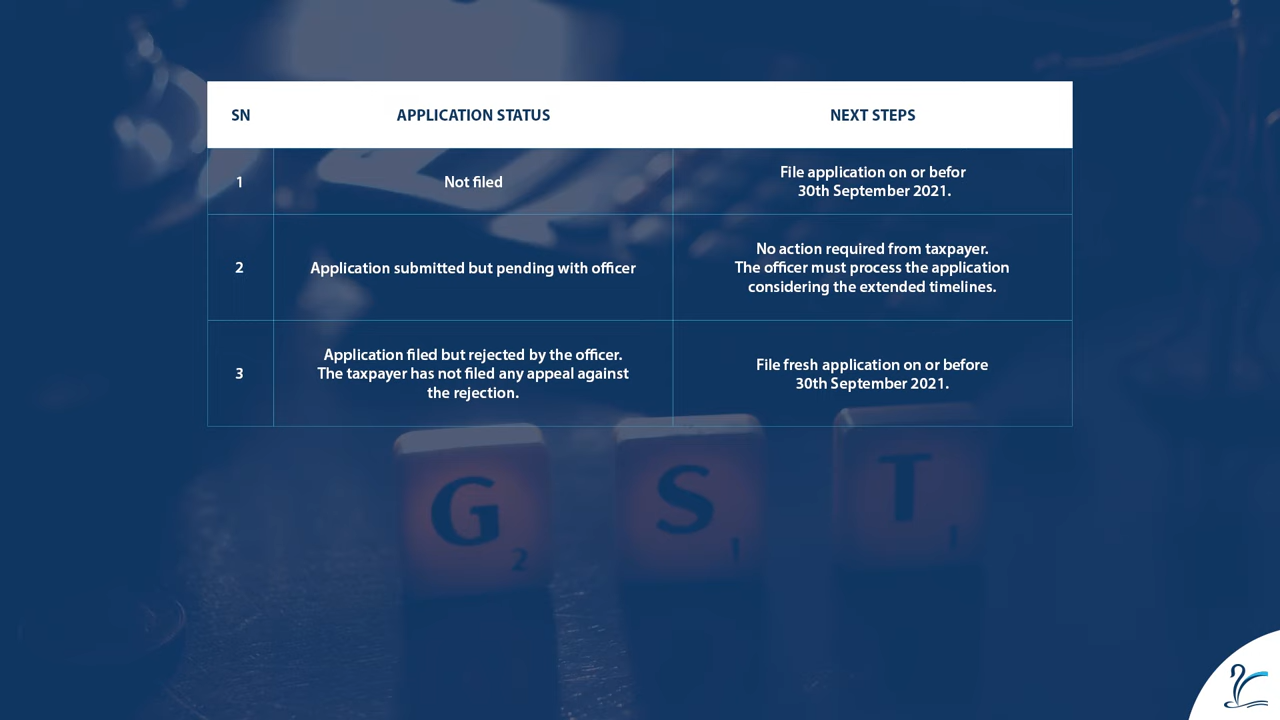 SN APPLICATION STATUS NEXT STEPS
1 Not filed File application on or befor
30th September 2021.
2 Application submitted but pending with officer No action required from taxpayer.
The officer must process the application
considering the extended timelines.
3 Application filed but rejected by the officer.
The taxpayer has not filed any appeal against
the rejection.
File fresh application on or before
30th September 2021.
G 2 S 1 T 1